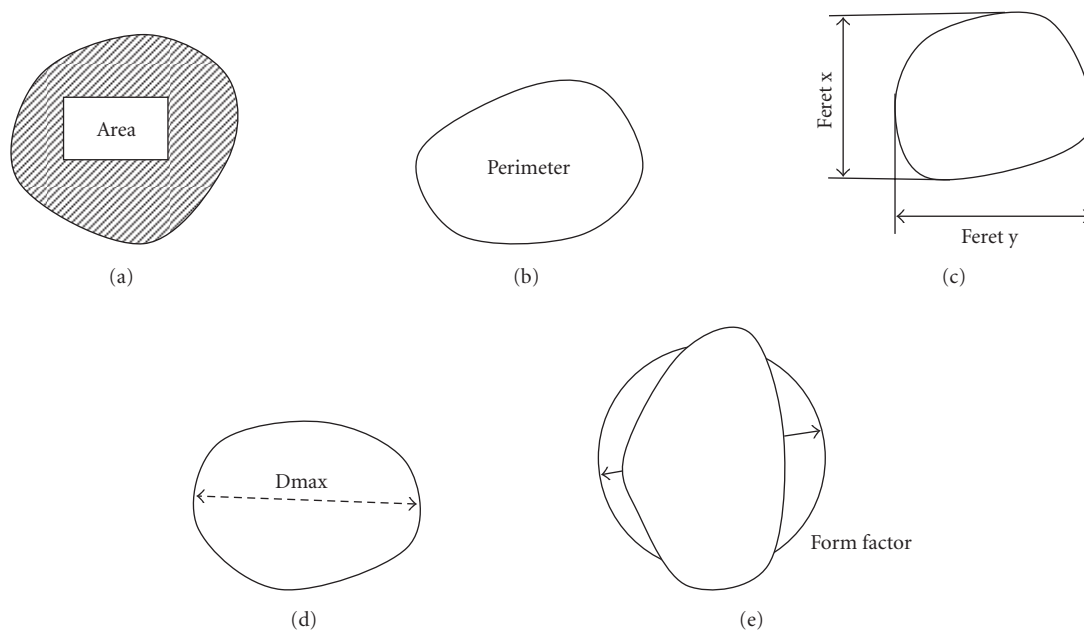 Area
(a)
Perimeter
(b)
Feret x
Feret y
(c)
Dmax
(d)
Form factor
(e)